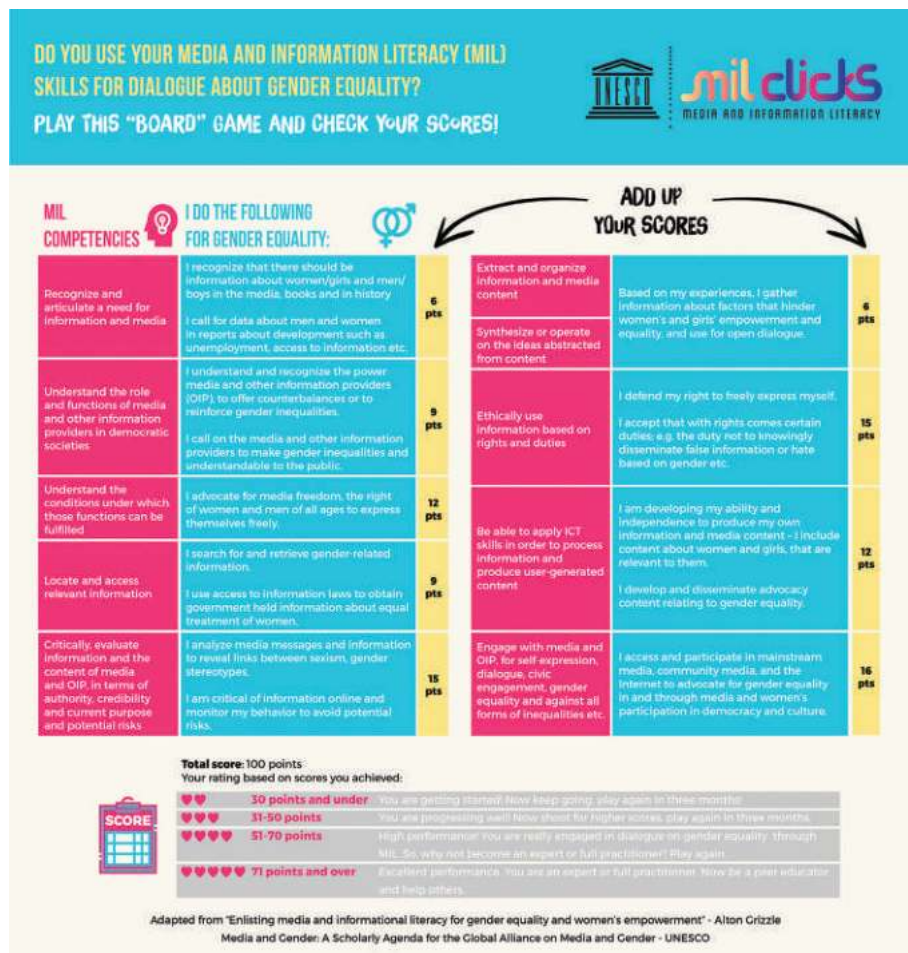 DO YOU USE YOUR MEDIA AND INFORMATION LITERACY (MIL)
SKILLS FOR DIALOGUE ABOUT GENDER EQUALITY?
PLAY THIS "BOARD" GAME AND CHECK YOUR SCORES!
UNESCO
mil clicks
MEDIA AND INFORMATION LITERACY
MIL
COMPETENCIES
I DO THE FOLLOWING
FOR GENDER EQUALITY:
ADD UP
YOUR SCORES
Recognize and
articulate a need for
information and media
I recognize that there should be
information about women/girls and men/
boys in the media, books and in history
I call for data about men and women
in reports about development such as
unemployment, access to information etc.
6
pts
Understand the role
and functions of media
and other information
providers in democratic
societies
I understand and recognize the power
media and other information providers
(OIP), to offer counterbalances or to
reinforce gender inequalities.
I call on the media and other information
providers to make gender inequalities and
understandable to the public.
9
pts
Understand the
conditions under which
those functions can be
fulfilled
I advocate for media freedom, the right
of women and men of all ages to express
themselves freely.
12
pts
Locate and access
relevant information
I search for and retrieve gender-related
information.
I use access to information laws to obtain
government held information about equal
treatment of women.
9
pts
Critically, evaluate
information and the
content of media
and OIP, in terms of
authority, credibility
and current purpose
and potential risks
I analyze media messages and information
to reveal links between sexism, gender
stereotypes.
I am critical of information online and
monitor my behavior to avoid potential
risks.
15
pts
Extract and organize
information and media
content
Synthesize or operate
on the ideas abstracted
from content
Based on my experiences, I gather
information about factors that hinder
women's and girls' empowerment and
equality, and use for open dialogue.
6
pts
Ethically use
information based on
rights and duties
I defend my right to freely express myself.
I accept that with rights comes certain
duties; e.g. the duty not to knowingly
disseminate false information or hate
based on gender etc.
15
pts
Be able to apply ICT
skills in order to process
information and
produce user-generated
content
I am developing my ability and
independence to produce my own
information and media content - I include
content about women and girls, that are
relevant to them.
I develop and disseminate advocacy
content relating to gender equality.
12
pts
Engage with media and
OIP, for self expression,
dialogue, civic
engagement, gender
equality and against all
forms of inequalities etc.
I access and participate in mainstream
media, community media, and the
Internet to advocate for gender equality
in and through media and women's
participation in democracy and culture.
16
pts
Total score: 100 points
Your rating based on scores you achieved:
SCORE
30 points and under You are getting started! Now keep going, play again in three months!
31-50 points You are progressing well! Now shoot for higher scores, play again in three months.
51-70 points High performance! You are really engaged in dialogue on gender equality through
MIL. So, why not become an expert or full practitioner? Play again.
71 points and over Excellent performance. You are an expert or full practitioner. Now be a peer educator
and help others.
Adapted from "Enlisting media and informational literacy for gender equality and women's empowerment" - Alton Grizzle
Media and Gender: A Scholarly Agenda for the Global Alliance on Media and Gender - UNESCO